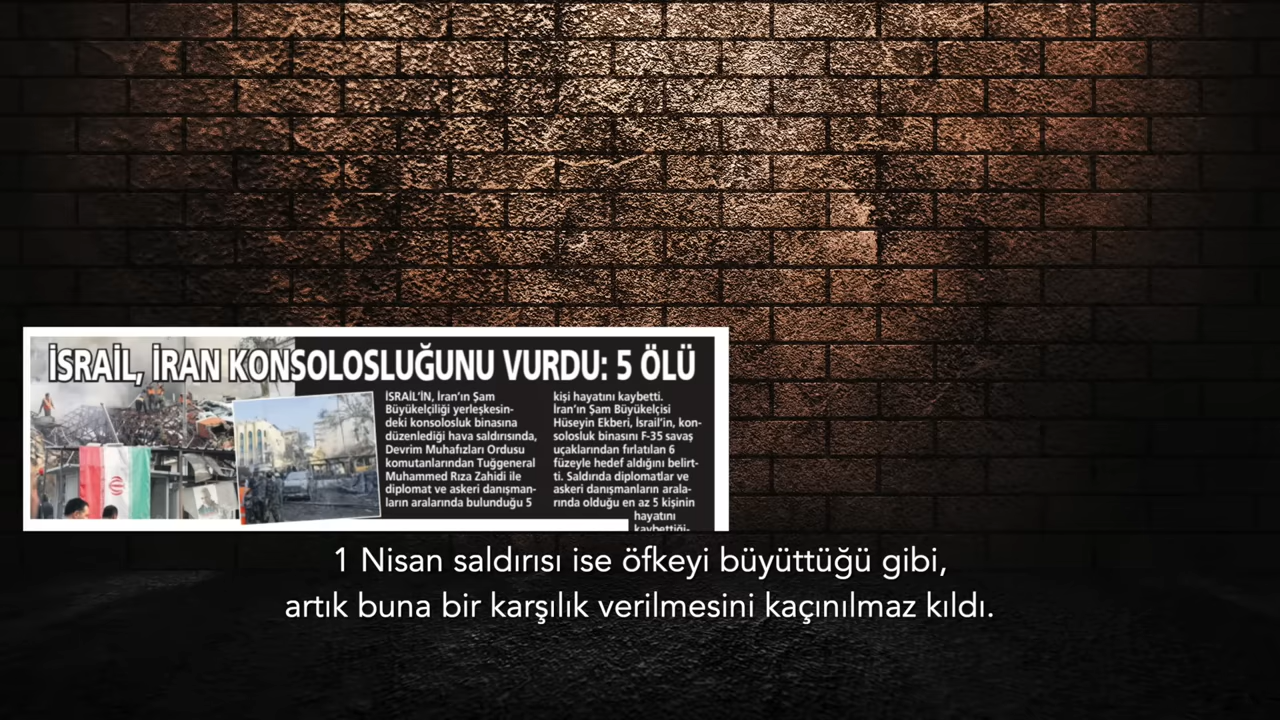 İSRAİL, İRAN KONSOLOSLUĞUNU VURDU: 5 ÖLÜ
İSRAİL'İN, İran'ın Şam
Büyükelçiliği yerleşkesin-
deki konsolosluk binasına
düzenlediği hava saldırısında,
Devrim Muhafızları Ordusu
komutanlarından Tuğgeneral
Muhammed Rıza Zahidi ile
diplomat ve askeri danışman-
ların aralarında bulunduğu 5
kişi hayatını kaybetti.
İran'ın Şam Büyükelçisi
Hüseyin Ekberi, İsrail'in, kon-
solosluk binasını F-35 savaş
uçaklarından fırlatılan 6
füzeyle hedef aldığını belirt-
ti. Saldırıda diplomatlar ve
askeri danışmanların arala-
rında olduğu en az 5 kişinin
hayatını
kaybettiği-
1 Nisan saldırısı ise öfkeyi büyüttüğü gibi,
artık buna bir karşılık verilmesini kaçınılmaz kıldı.